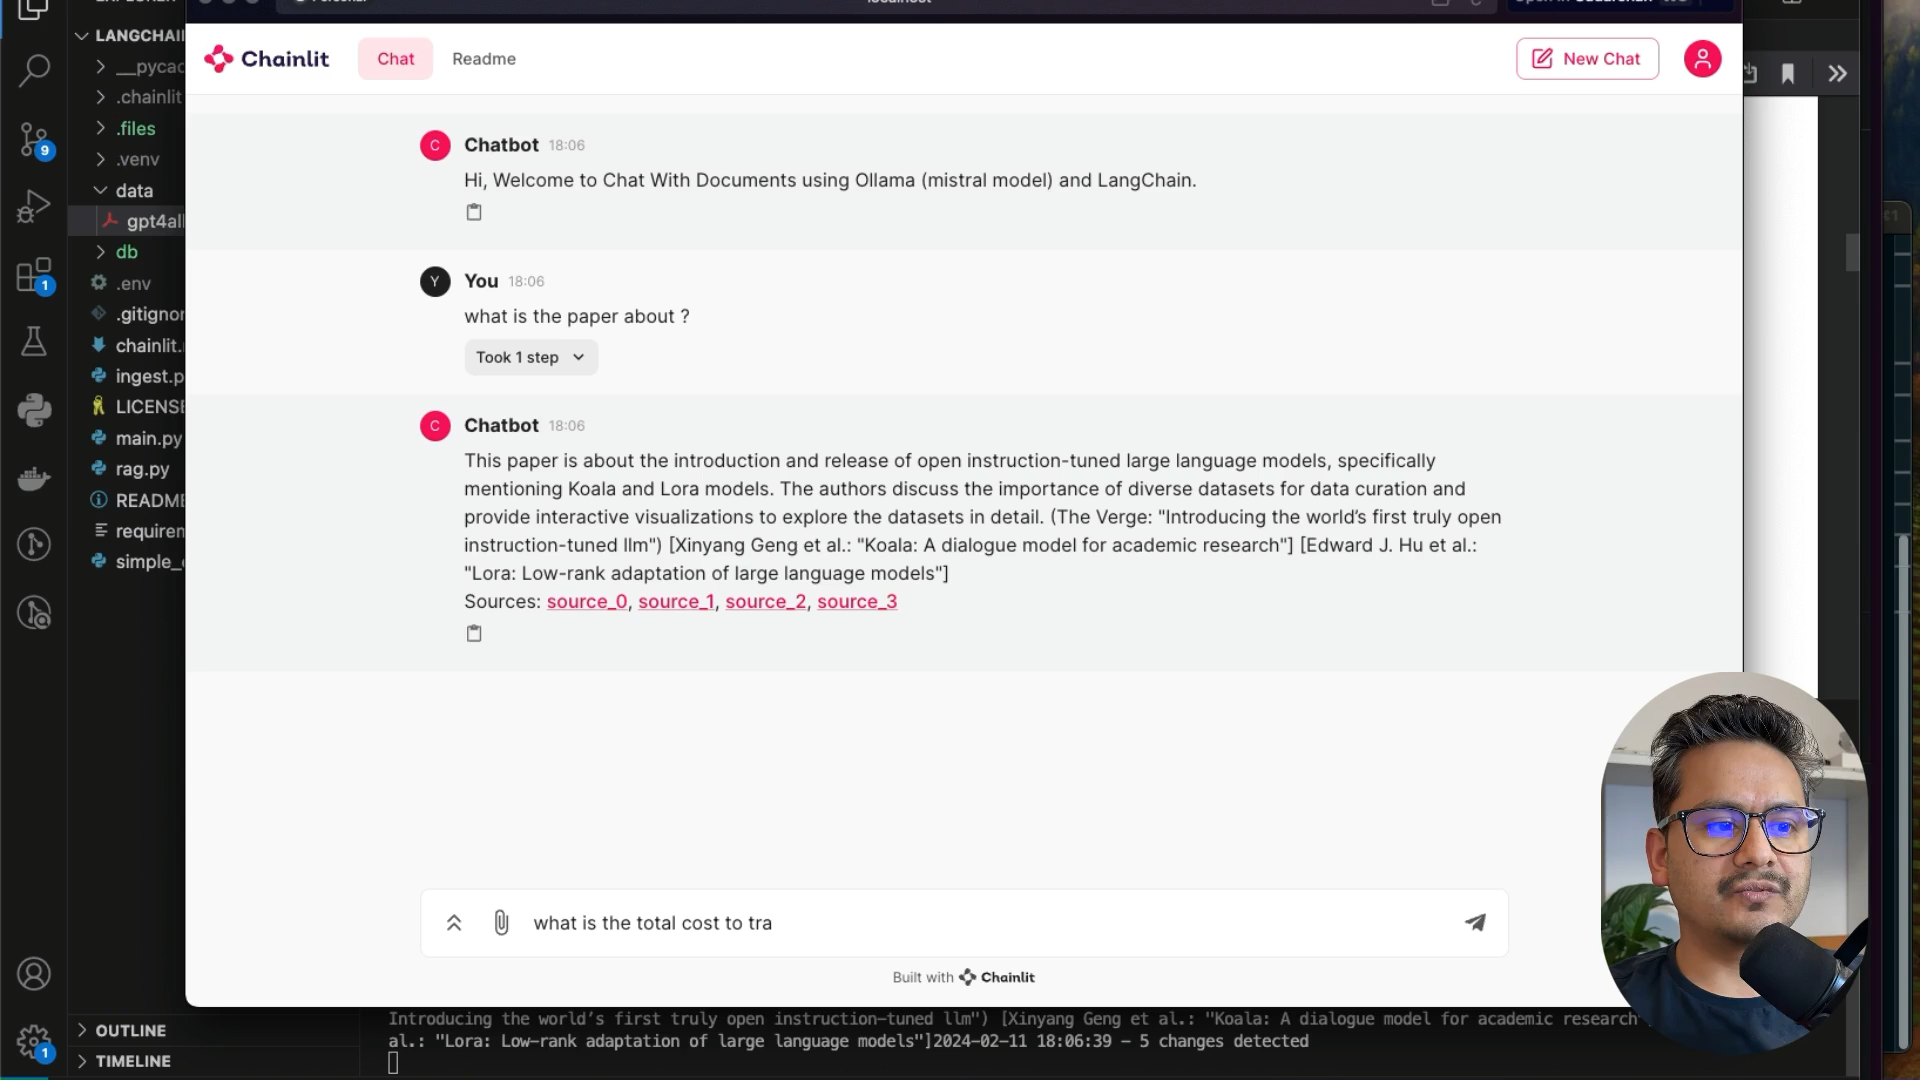 LANGCHAI
__pycac
.chainlit
.files
.venv
data
gpt4all
db
.env
.gitignor
chainlit.
ingest.p
LICENSE
main.py
rag.py
README
requirem
simple_
OUTLINE
TIMELINE
9
1
1
Chainlit
Chat
Readme
New Chat
C
Chatbot 18:06
Hi, Welcome to Chat With Documents using Ollama (mistral model) and LangChain.
Y
You 18:06
what is the paper about ?
Took 1 step
C
Chatbot 18:06
This paper is about the introduction and release of open instruction-tuned large language models, specifically
mentioning Koala and Lora models. The authors discuss the importance of diverse datasets for data curation and
provide interactive visualizations to explore the datasets in detail. (The Verge: "Introducing the world’s first truly open
instruction-tuned llm") [Xinyang Geng et al.: "Koala: A dialogue model for academic research"] [Edward J. Hu et al.:
"Lora: Low-rank adaptation of large language models"]
Sources: source_0, source_1, source_2, source_3
what is the total cost to tra
Built with Chainlit
Introducing the world’s first truly open instruction-tuned llm") [Xinyang Geng et al.: "Koala: A dialogue model for academic research
al.: "Lora: Low-rank adaptation of large language models"]2024-02-11 18:06:39 - 5 changes detected